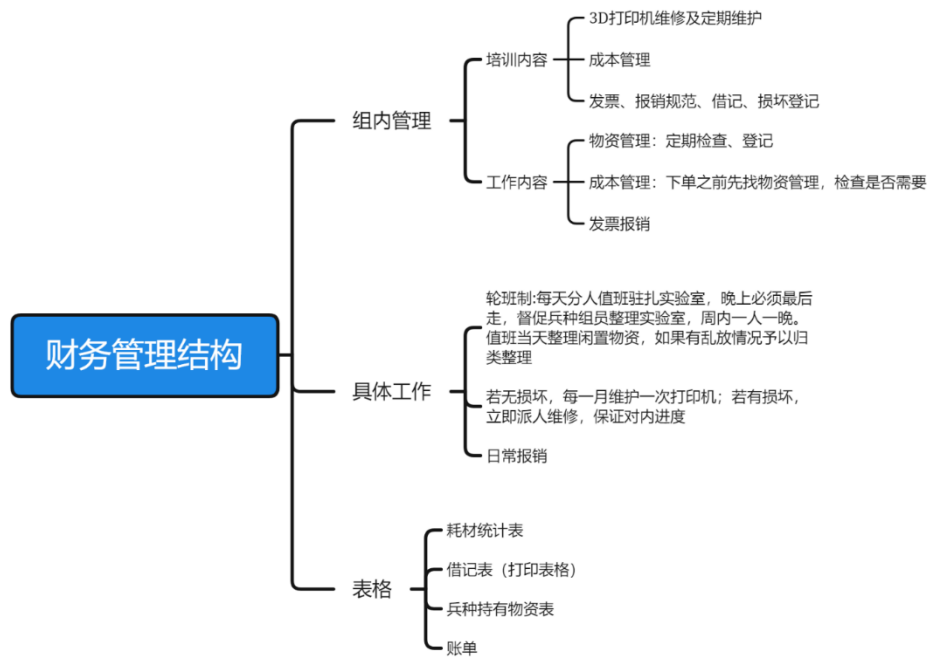 财务管理结构
组内管理
培训内容
3D打印机维修及定期维护
成本管理
发票、报销规范、借记、损坏登记
工作内容
物资管理：定期检查、登记
成本管理：下单之前先找物资管理，检查是否需要
发票报销
具体工作
轮班制:每天分人值班驻扎实验室，晚上必须最后
走，督促兵种组员整理实验室，周内一人一晚。
值班当天整理闲置物资，如果有乱放情况予以归
类整理
若无损坏，每一月维护一次打印机；若有损坏，
立即派人维修，保证对内进度
日常报销
表格
耗材统计表
借记表（打印表格）
兵种持有物资表
账单